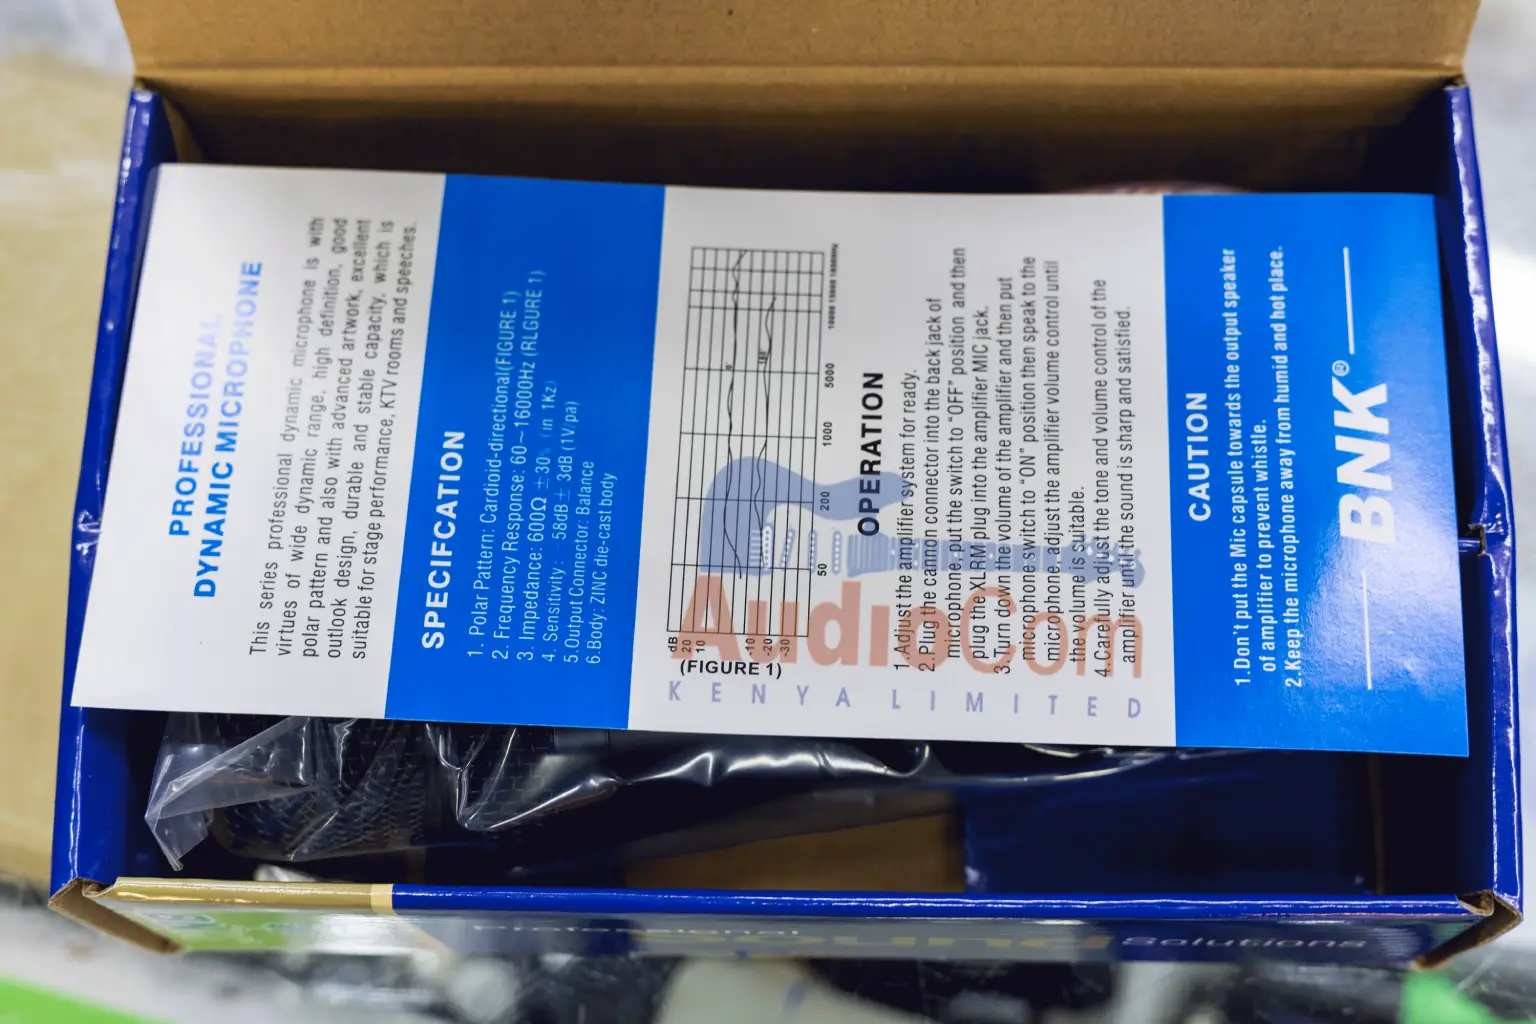 PROFESSIONAL
DYNAMIC MICROPHONE
This series professional dynamic microphone is with
virtues of wide dynamic range, high definition, good
polar pattern and also with advanced artwork, excellent
outlook design, durable and stable capacity, which is
suitable for stage performance, KTV rooms and speeches.
SPECIFCATION
1. Polar Pattern: Cardioid-directional(FIGURE 1)
2. Frequency Response: 60~16000Hz (RLGURE 1)
3. Impedance: 600Ω ±30 (in 1Kz)
4. Sensitivity: 58dB± 3dB (1V/pa)
5.Output Connector: Balance
6.Body: ZINC die-cast body
dB
20
10
-10
-20
-30
50
200
1000
5000
10000 15000
0
180
(FIGURE 1)
OPERATION
1.Adjust the amplifier system for ready.
2.Plug the cannon connector into the back jack of
microphone, put the switch to "OFF" position and then
plug the XLRM plug into the amplifier MIC jack.
3.Turn down the volume of the amplifier and then put
microphone switch to "ON" position then speak to the
microphone, adjust the amplifier volume control until
the volume is suitable.
4.Carefully adjust the tone and volume control of the
amplifier until the sound is sharp and satisfied.
CAUTION
1.Don't put the Mic capsule towards the output speaker
of amplifier to prevent whistle.
2.Keep the microphone away from humid and hot place.
BNK®
AudioCom
KENYA LIMITED
Professional
Sound Solutions